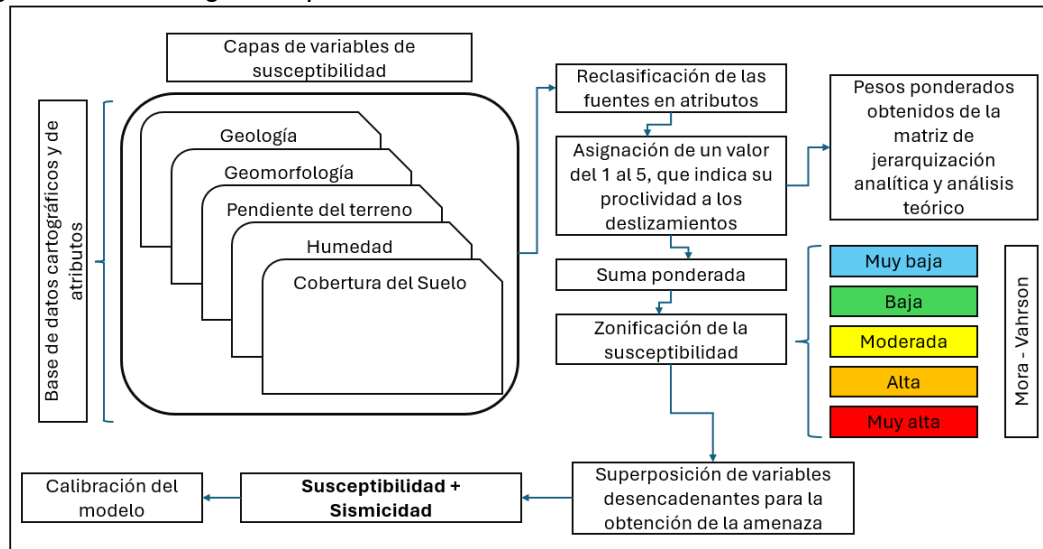 Capas de variables de
susceptibilidad
Base de datos cartográficos y de
atributos
Geología
Geomorfología
Pendiente del terreno
Humedad
Cobertura del Suelo
Reclasificación de las
fuentes en atributos
Asignación de un valor
del 1 al 5, que indica su
proclividad a los
deslizamientos
Pesos ponderados
obtenidos de la
matriz de
jerarquización
analítica y análisis
teórico
Suma ponderada
Zonificación de la
susceptibilidad
Muy baja
Baja
Moderada
Alta
Muy alta
Mora - Vahrson
Superposición de variables
desencadenantes para la
obtención de la amenaza
Susceptibilidad +
Sismicidad
Calibración del
modelo